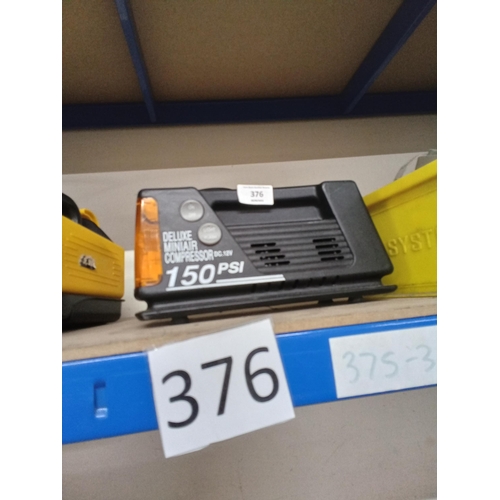 376
DELUXE
MINIAIR
COMPRESSOR DC.12V
150 PSI
SYST
376
375-3